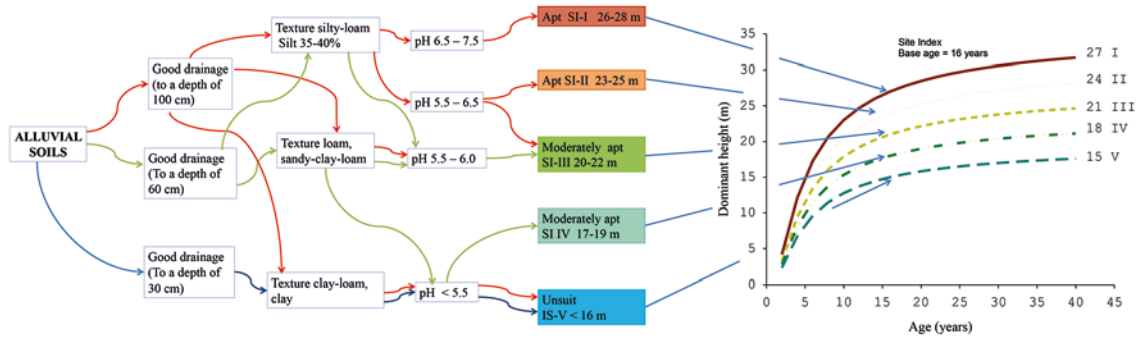 ALLUVIAL
SOILS
Good drainage
(to a depth of
100 cm)
Good drainage
(To a depth of
60 cm)
Good drainage
(To a depth of
30 cm)
Texture silty-loam
Silt 35-40%
Texture loam,
sandy-clay-loam
Texture clay-loam,
clay
pH 6.5 – 7.5
pH 5.5 – 6.5
pH 5.5 – 6.0
pH < 5.5
Apt SI-I 26-28 m
Apt SI-II 23-25 m
Moderately apt
SI-III 20-22 m
Moderately apt
SI IV 17-19 m
Unsuit
IS-V < 16 m
Site Index
Base age = 16 years
Dominant height (m)
35
30
25
20
15
10
5
0
0 5 10 15 20 25 30 35 40 45
Age (years)
27 I
24 II
21 III
18 IV
15 V